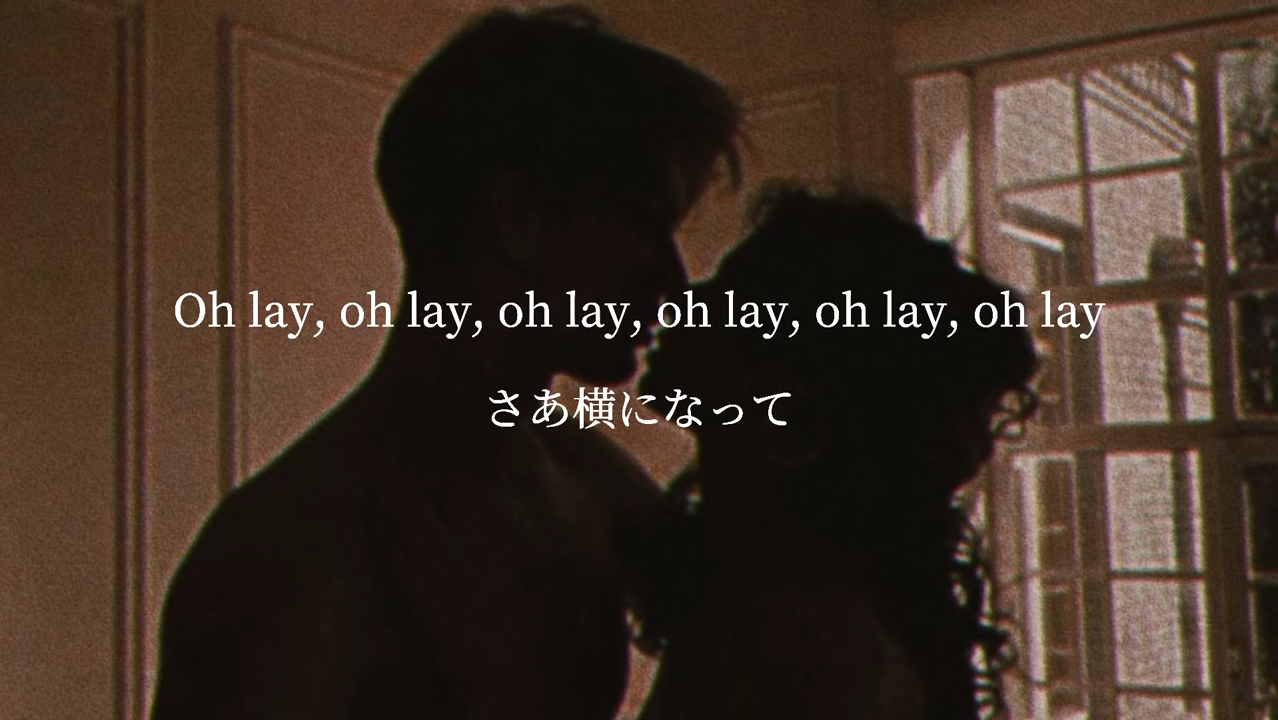 Oh lay, oh lay, oh lay, oh lay, oh lay, oh lay
さあ横になって